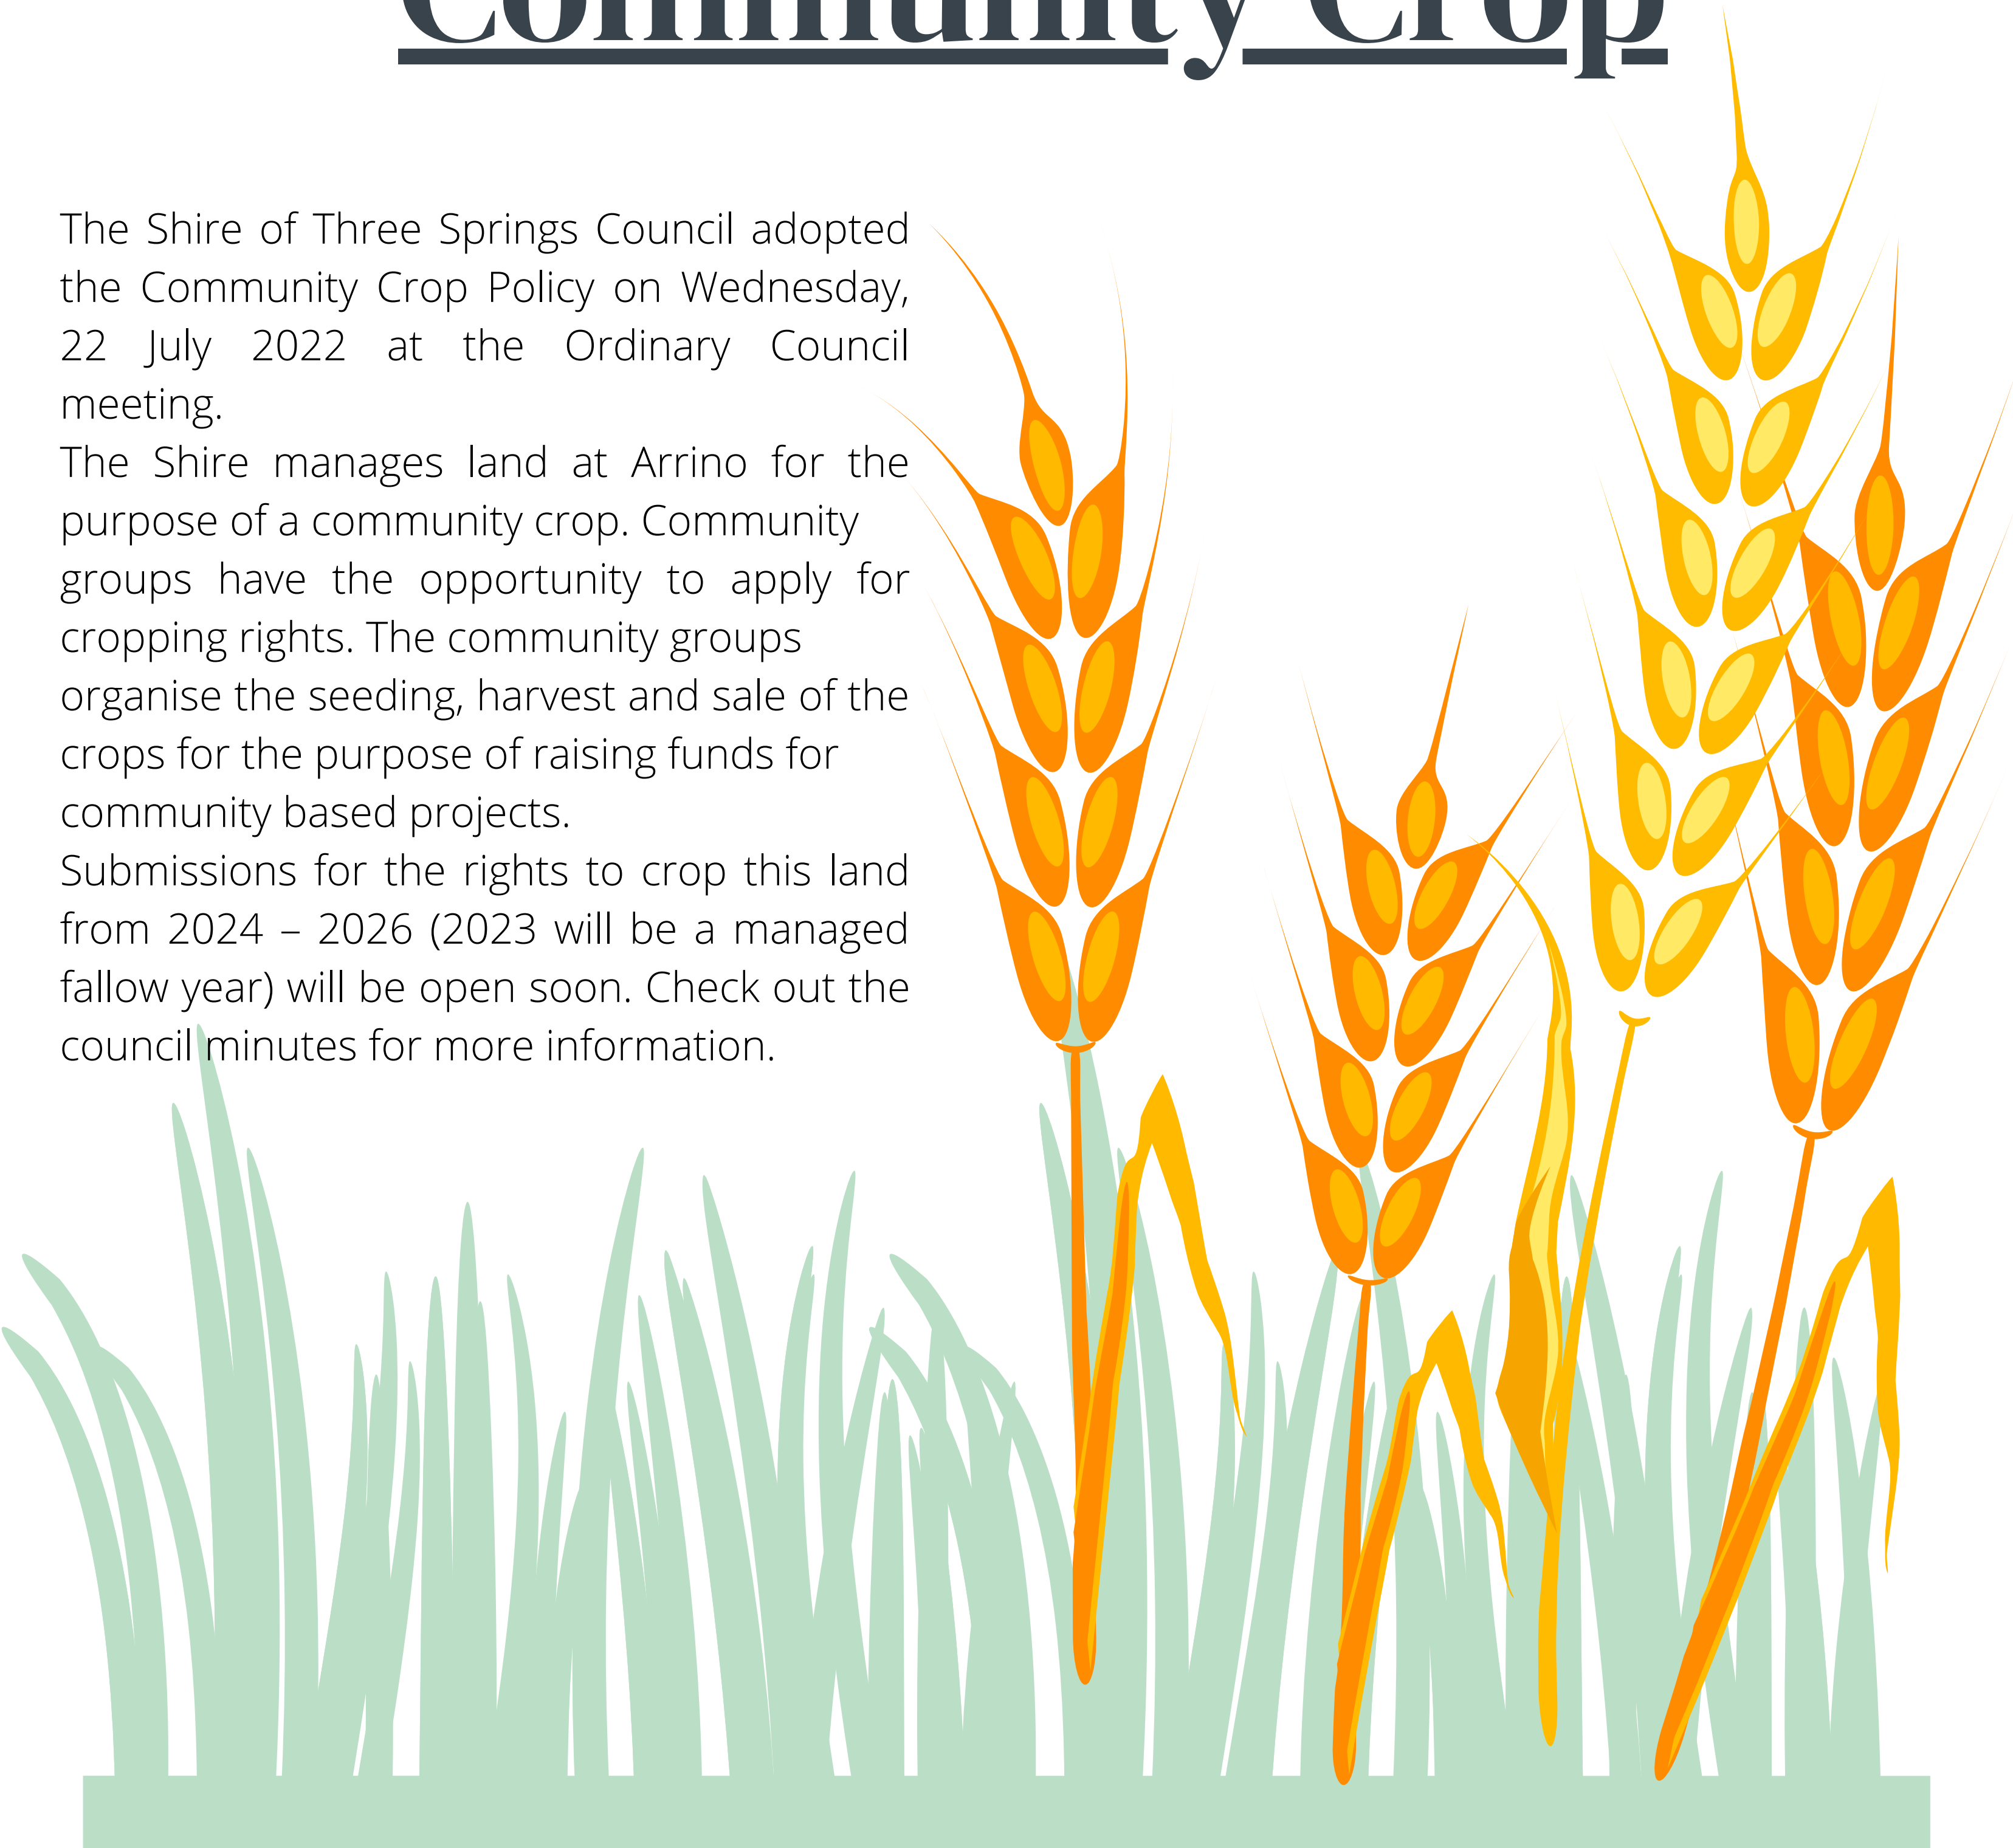 Community Crop
The Shire of Three Springs Council adopted
the Community Crop Policy on Wednesday,
22 July 2022 at the Ordinary Council
meeting.
The Shire manages land at Arrino for the
purpose of a community crop. Community
groups have the opportunity to apply for
cropping rights. The community groups
organise the seeding, harvest and sale of the
crops for the purpose of raising funds for
community based projects.
Submissions for the rights to crop this land
from 2024 – 2026 (2023 will be a managed
fallow year) will be open soon. Check out the
council minutes for more information.